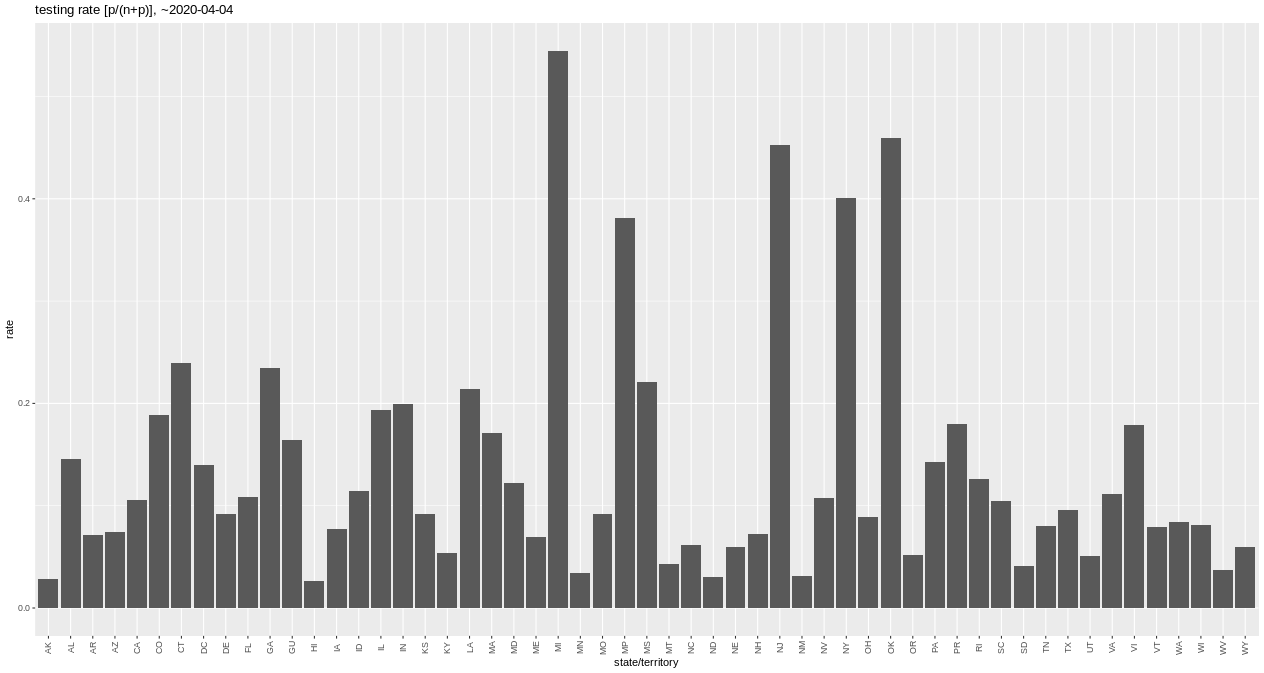 testing rate [p/(n+p)], ~2020-04-04
0.4
0.2
0.0
rate
AK AL AR AZ CA CO CT DC DE FL GA GU HI IA ID IL IN KS KY LA MA MD ME MI MN MO MP MS MT NC ND NE NH NJ NM NV NY OH OK OR PA PR RI SC SD TN TX UT VA VI VT WA WI WV WY
state/territory